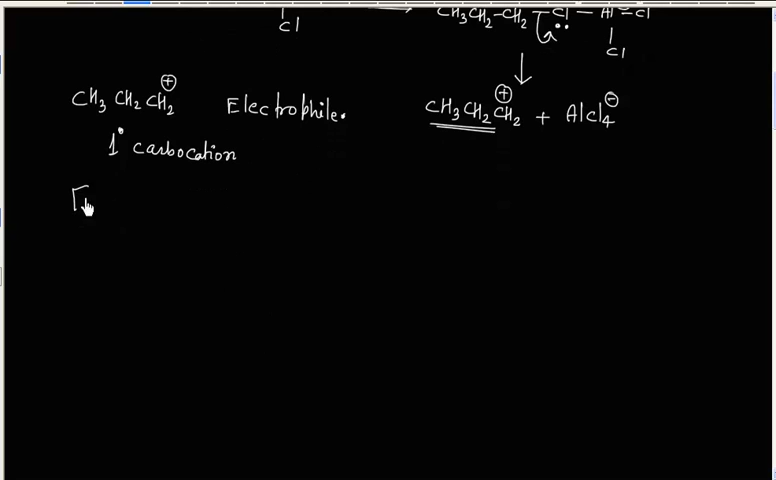 CH3CH2-CH2 - Cl - Al - Cl
Cl
Cl
CH3 CH2 CH2⊕ Electrophile.
CH3CH2CH2⊕ + AlCl4⊖
1° carbocation